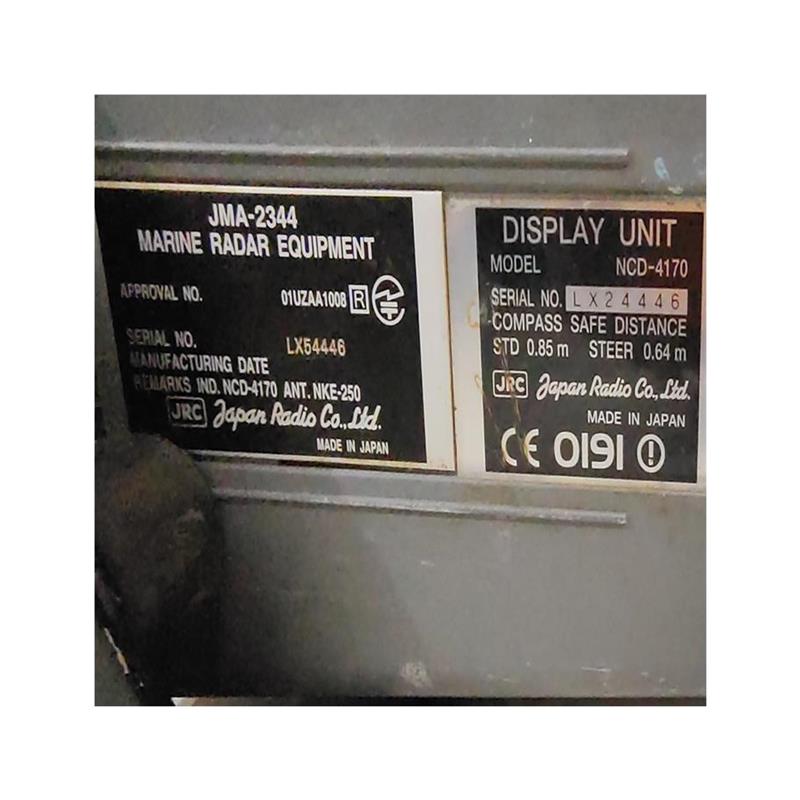 JMA-2344
MARINE RADAR EQUIPMENT
APPROVAL NO. 01UZAA1008 R
SERIAL NO. LX54446
MANUFACTURING DATE
REMARKS IND. NCD-4170 ANT. NKE-250
JRC Japan Radio Co., Ltd.
MADE IN JAPAN
DISPLAY UNIT
MODEL NCD-4170
SERIAL NO. LX24446
COMPASS SAFE DISTANCE
STD 0.85 m STEER 0.64 m
JRC Japan Radio Co., Ltd.
MADE IN JAPAN
CE 0191 !